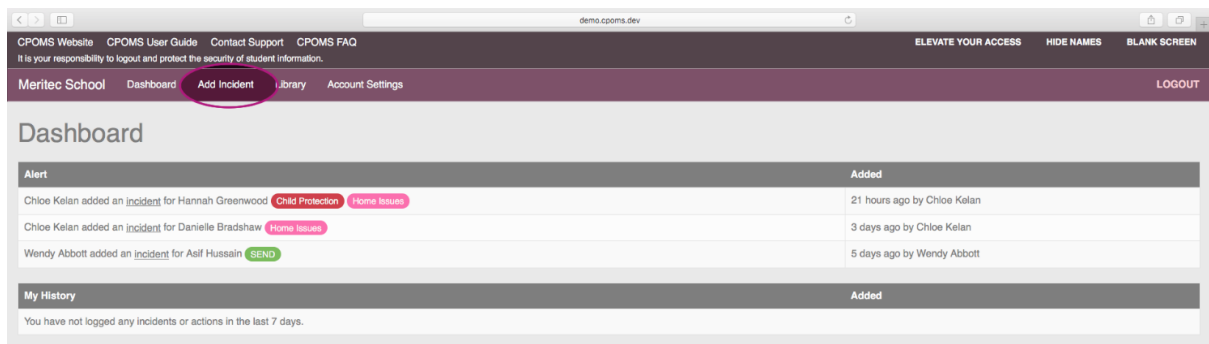 demo.cpoms.dev
CPOMS Website CPOMS User Guide Contact Support CPOMS FAQ ELEVATE YOUR ACCESS HIDE NAMES BLANK SCREEN
It is your responsibility to logout and protect the security of student information.
Meritec School Dashboard Add Incident Library Account Settings LOGOUT
Dashboard
Alert Added
Chloe Kelan added an incident for Hannah Greenwood Child Protection Home Issues 21 hours ago by Chloe Kelan
Chloe Kelan added an incident for Danielle Bradshaw Home Issues 3 days ago by Chloe Kelan
Wendy Abbott added an incident for Asif Hussain SEND 5 days ago by Wendy Abbott
My History Added
You have not logged any incidents or actions in the last 7 days.